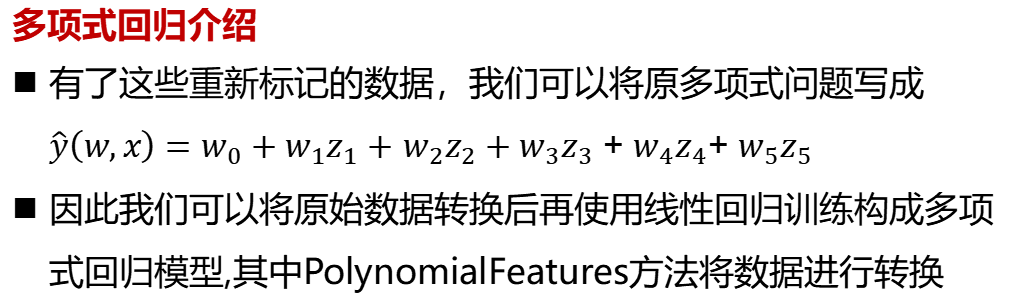 多项式回归介绍
■ 有了这些重新标记的数据，我们可以将原多项式问题写成
ŷ(w, x) = w₀ + w₁z₁ + w₂z₂ + w₃z₃ + w₄z₄+ w₅z₅
■ 因此我们可以将原始数据转换后再使用线性回归训练构成多项
式回归模型,其中PolynomialFeatures方法将数据进行转换